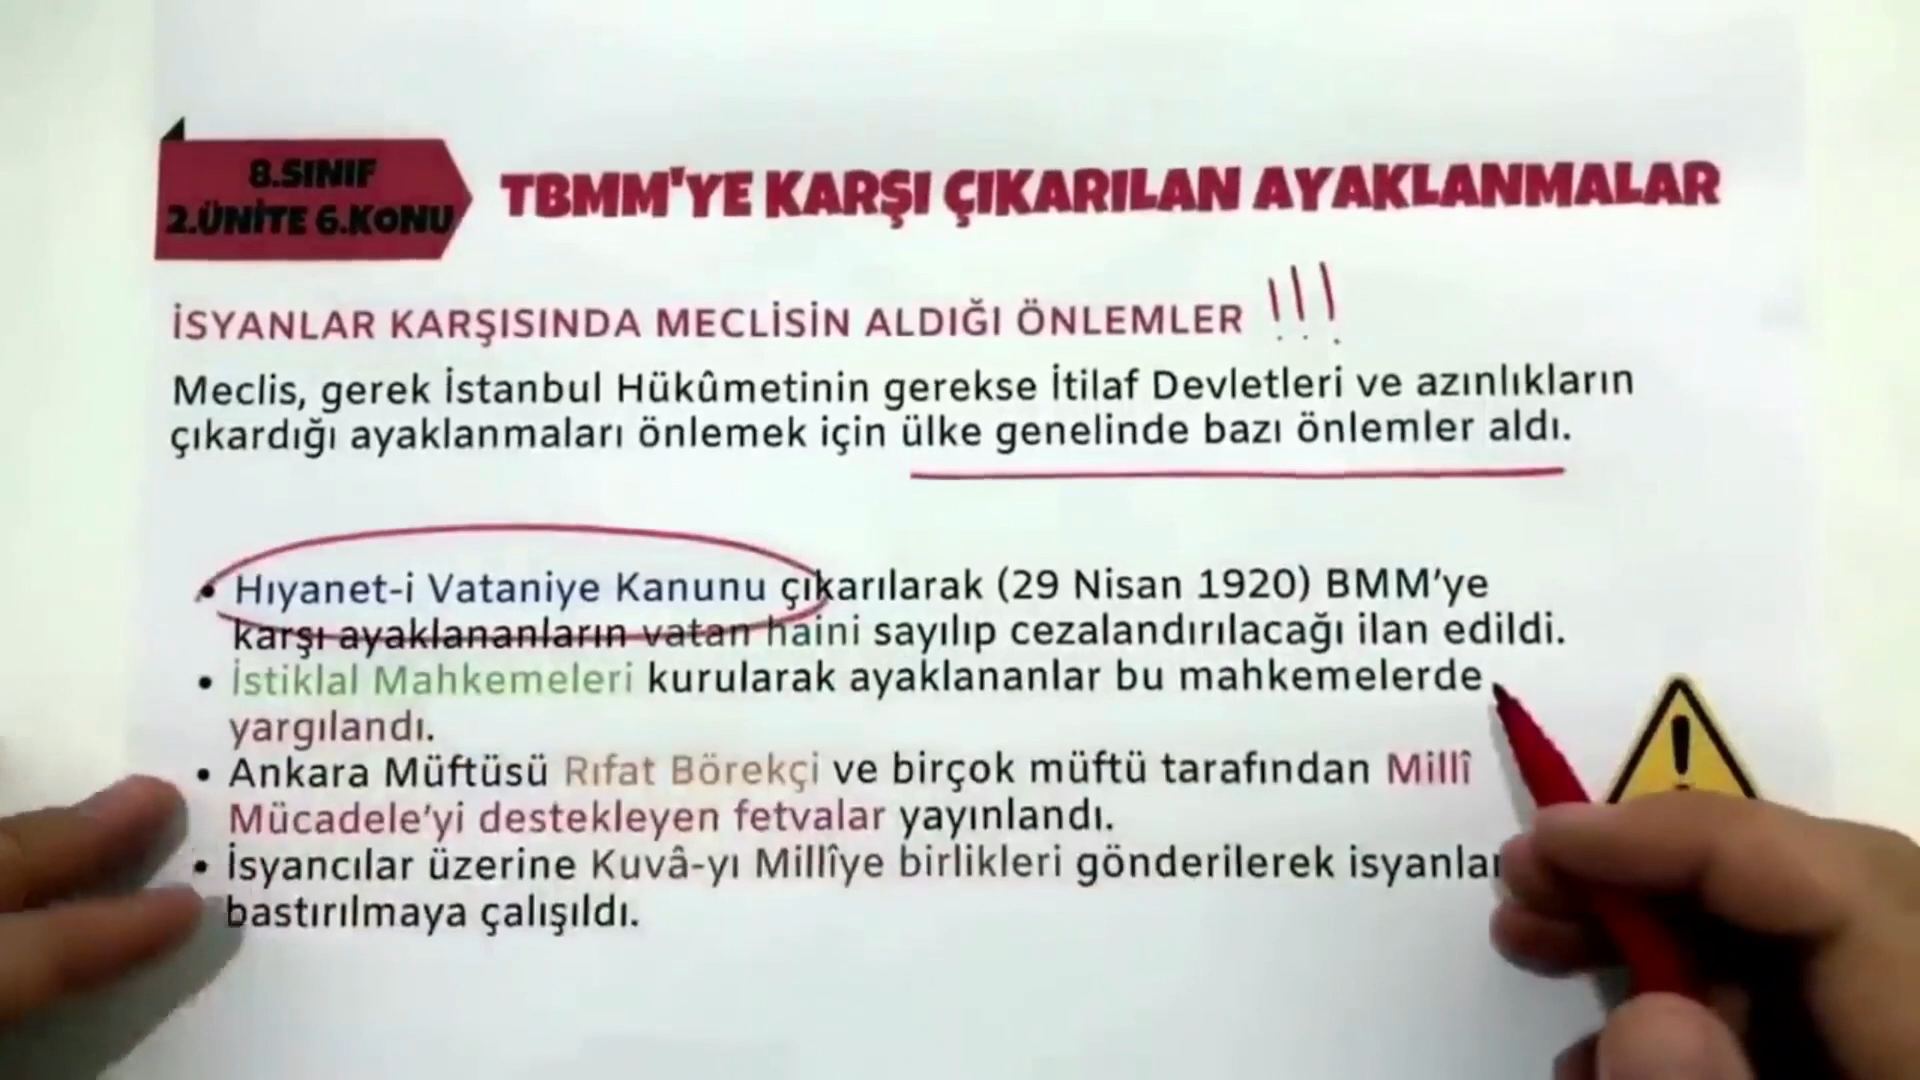 8.SINIF
2.ÜNİTE 6.KONU
TBMM'YE KARŞI ÇIKARILAN AYAKLANMALAR
İSYANLAR KARŞISINDA MECLİSİN ALDIĞI ÖNLEMLER !!!
Meclis, gerek İstanbul Hükûmetinin gerekse İtilaf Devletleri ve azınlıkların
çıkardığı ayaklanmaları önlemek için ülke genelinde bazı önlemler aldı.
• Hıyanet-i Vataniye Kanunu çıkarılarak (29 Nisan 1920) BMM'ye
karşı ayaklananların vatan haini sayılıp cezalandırılacağı ilan edildi.
• İstiklal Mahkemeleri kurularak ayaklananlar bu mahkemelerde
yargılandı.
• Ankara Müftüsü Rıfat Börekçi ve birçok müftü tarafından Millî
Mücadele'yi destekleyen fetvalar yayınlandı.
• İsyancılar üzerine Kuvâ-yı Millîye birlikleri gönderilerek isyanlar
bastırılmaya çalışıldı.